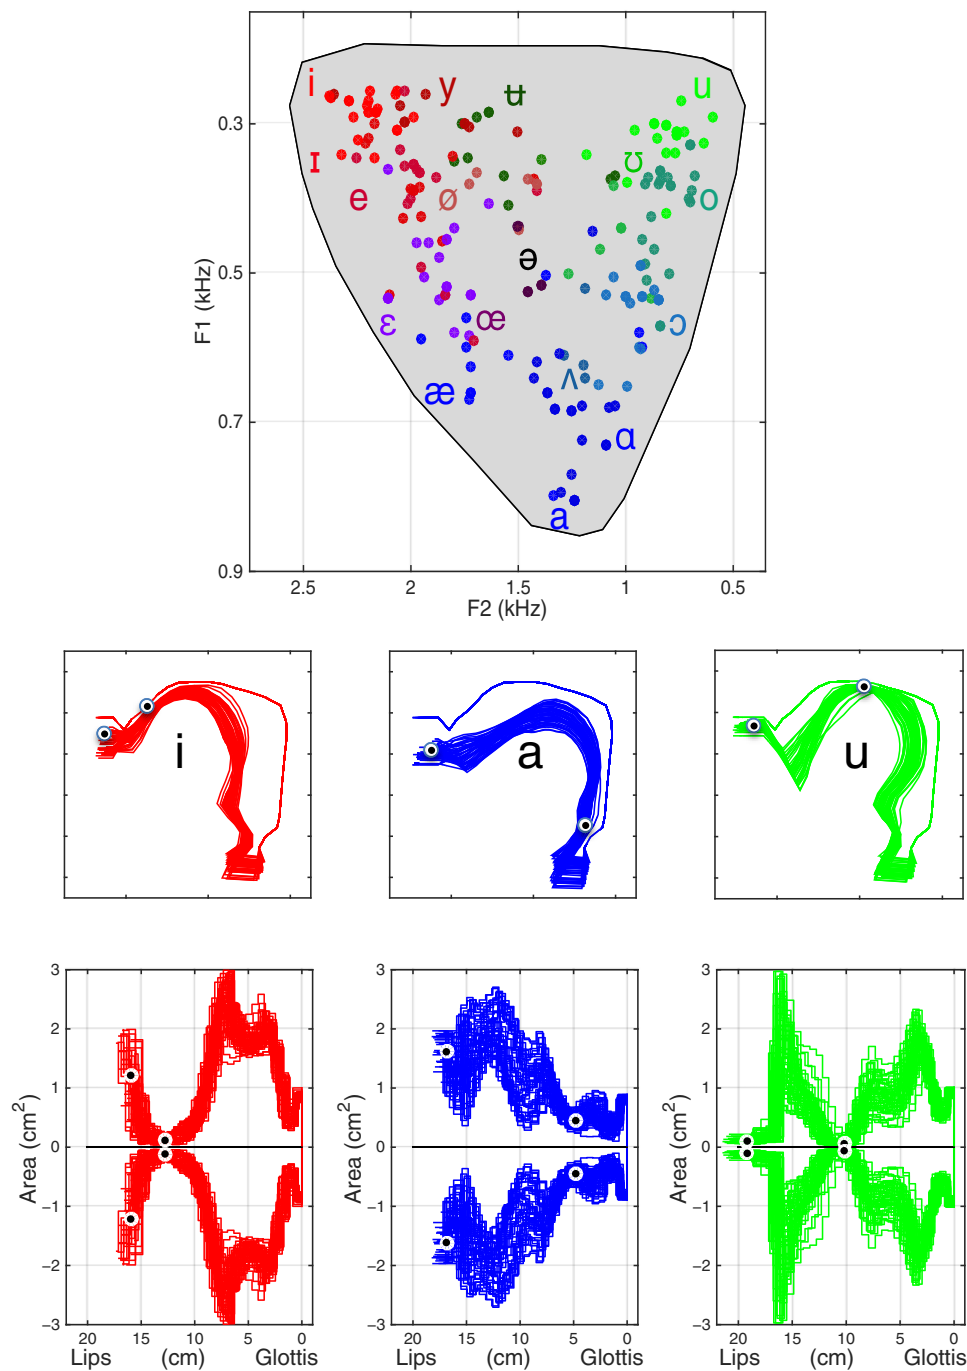 i y ʉ u
0.3
ɪ ʊ
e ø o
ə
0.5
ɛ œ ɔ
F1 (kHz)
æ ʌ
0.7
ɑ
a
0.9
2.5 2 1.5 1 0.5
F2 (kHz)
i a u
3 3 3
2 2 2
1 1 1
0 0 0
−1 −1 −1
−2 −2 −2
−3 −3 −3
Area (cm²) Area (cm²) Area (cm²)
20 15 10 5 0 20 15 10 5 0 20 15 10 5 0
Lips (cm) Glottis Lips (cm) Glottis Lips (cm) Glottis